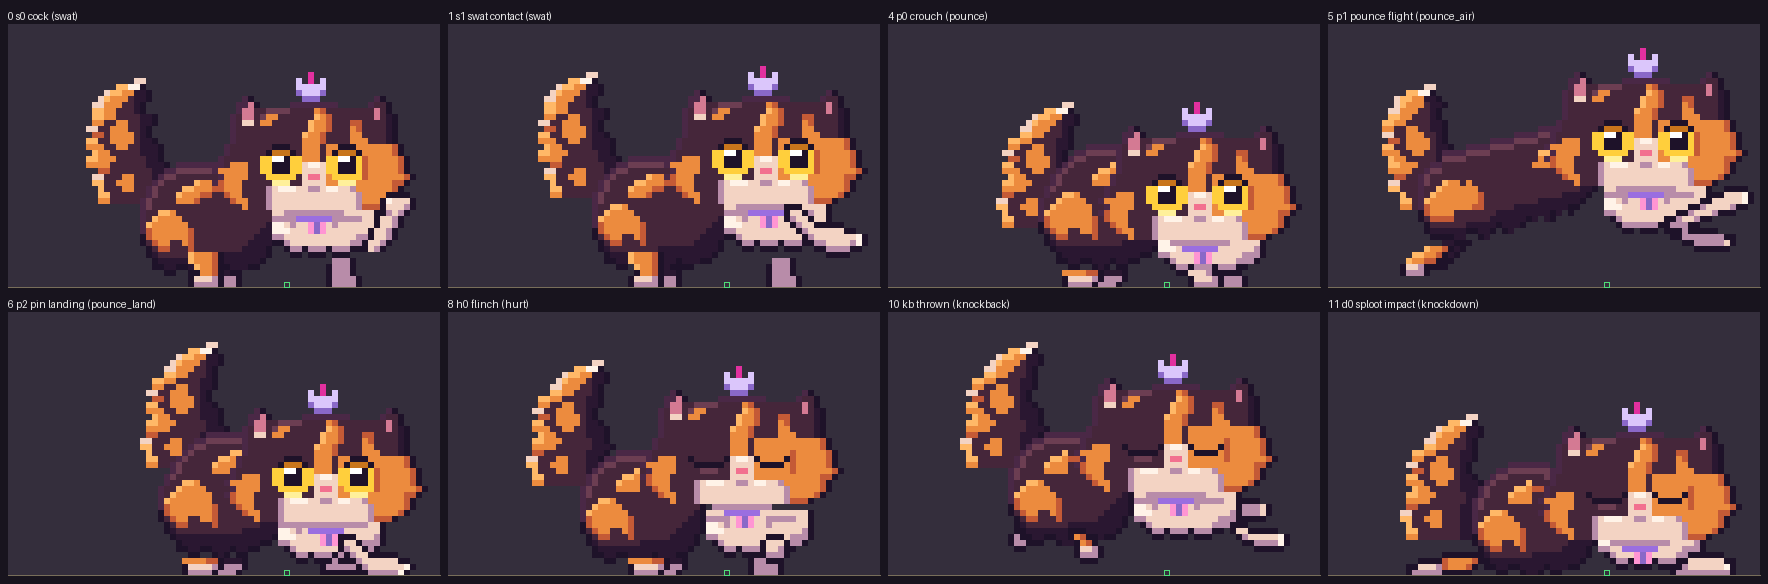 0 s0 cock (swat)
1 s1 swat contact (swat)
4 p0 crouch (pounce)
5 p1 pounce flight (pounce_air)
6 p2 pin landing (pounce_land)
8 h0 flinch (hurt)
10 kb thrown (knockback)
11 d0 sploot impact (knockdown)